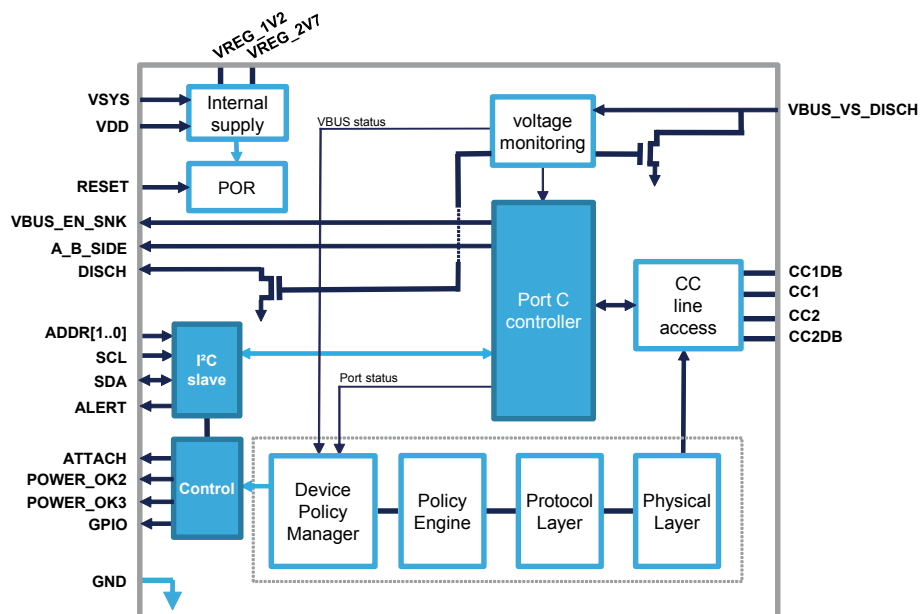 VREG_1V2
VREG_2V7
VSYS
VDD
RESET
VBUS_EN_SNK
A_B_SIDE
DISCH
ADDR[1..0]
SCL
SDA
ALERT
ATTACH
POWER_OK2
POWER_OK3
GPIO
GND
Internal
supply
POR
VBUS status
voltage
monitoring
VBUS_VS_DISCH
Port C
controller
CC
line
access
CC1DB
CC1
CC2
CC2DB
I²C
slave
Port status
Control
Device
Policy
Manager
Policy
Engine
Protocol
Layer
Physical
Layer